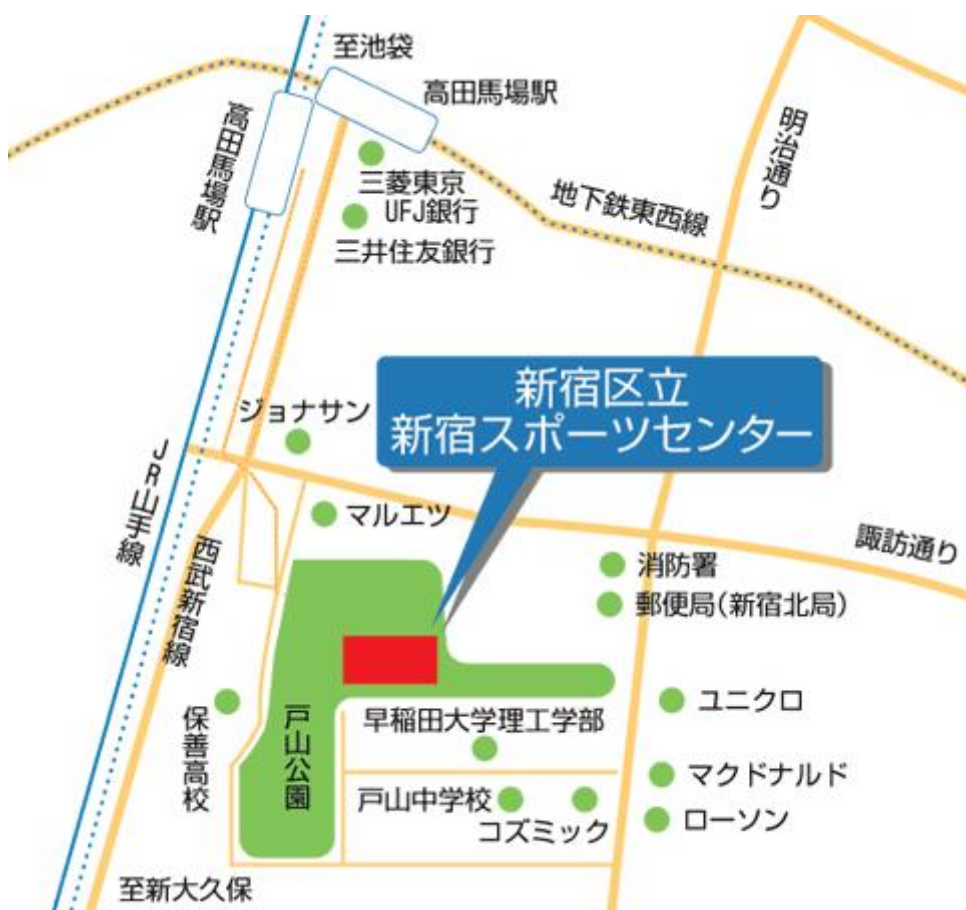 至池袋
高田馬場駅
高田馬場駅
明治通り
三菱東京
UFJ銀行
地下鉄東西線
三井住友銀行
新宿区立
新宿スポーツセンター
ジョナサン
JR山手線
マルエツ
諏訪通り
西武新宿線
消防署
郵便局(新宿北局)
ユニクロ
保善高校
戸山公園
早稲田大学理工学部
マクドナルド
戸山中学校
コズミック
ローソン
至新大久保